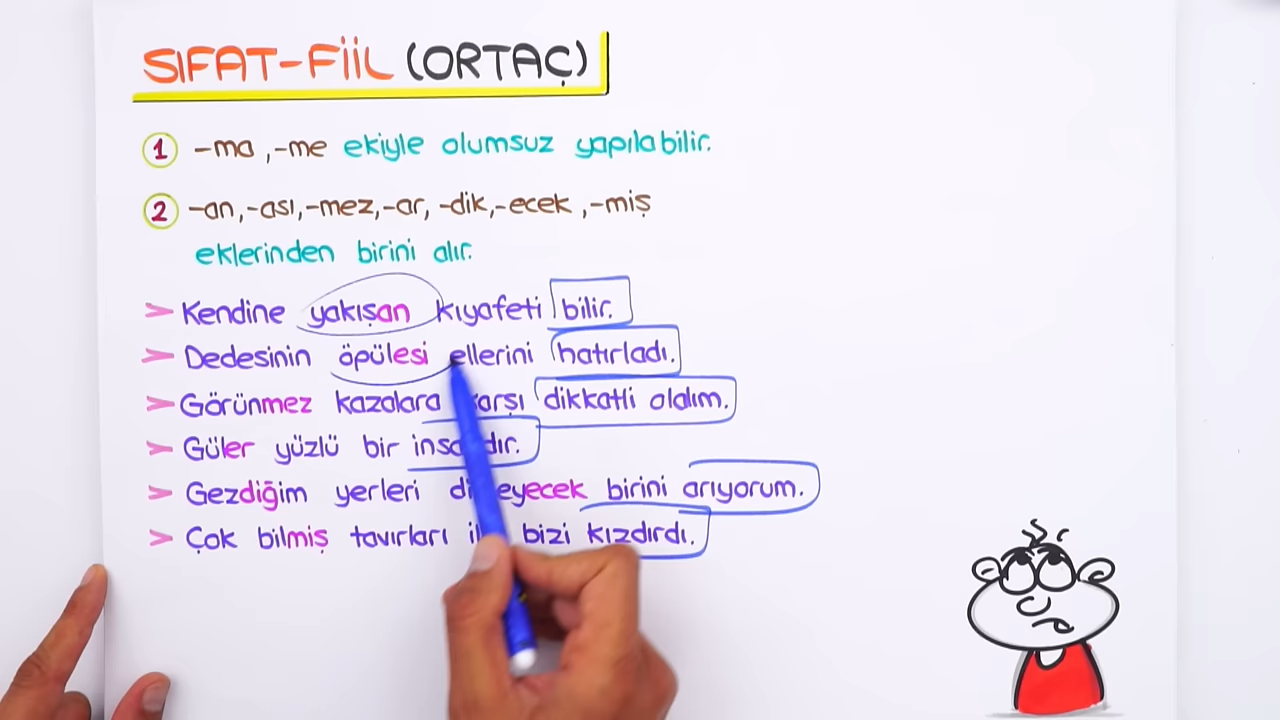 SIFAT-FİİL (ORTAÇ)
1 -ma, -me ekiyle olumsuz yapılabilir.
2 -an, -ası, -mez, -ar, -dik, -ecek, -miş
eklerinden birini alır.
➤ Kendine yakışan kıyafeti bilir.
➤ Dedesinin öpülesi ellerini hatırladı.
➤ Görünmez kazalara dikkatli olalım.
➤ Güler yüzlü bir
➤ Gezdiğim yerleri birini arıyorum.
➤ Çok bilmiş tavırları bizi kızdırdı.